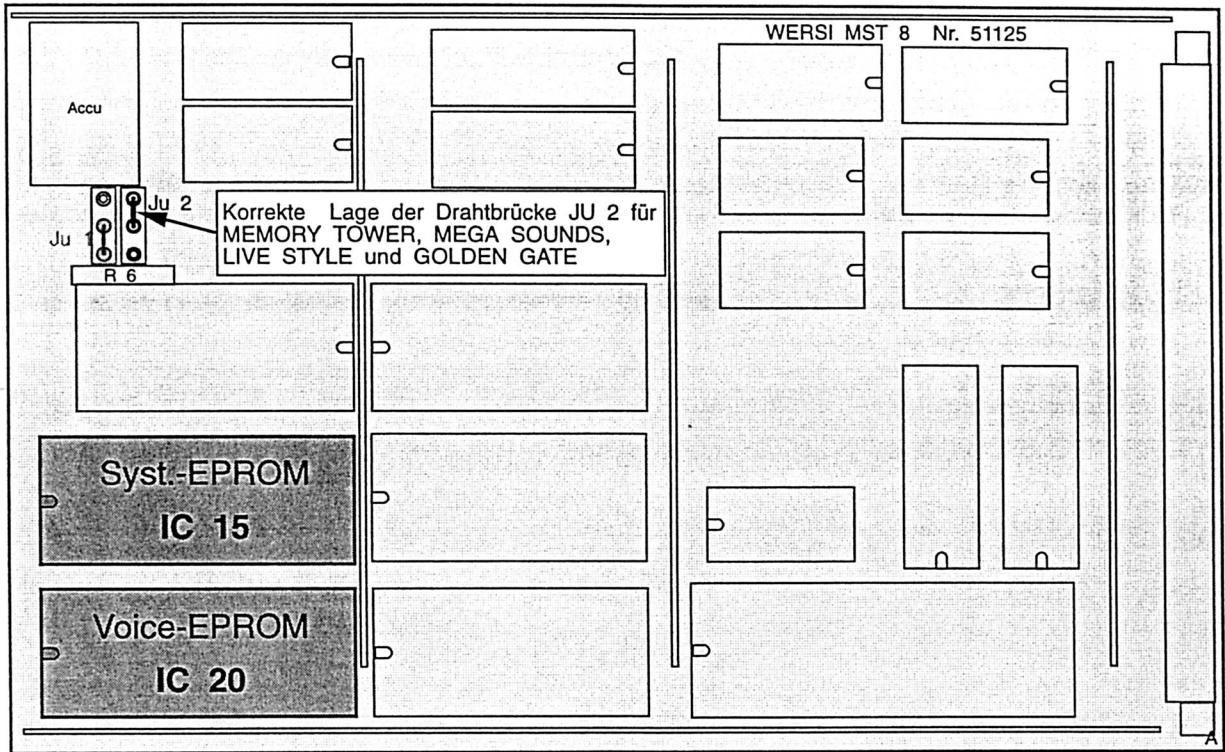 WERSI MST 8 Nr. 51125
Accu
Ju 2
Ju 1
Korrekte Lage der Drahtbrücke JU 2 für
MEMORY TOWER, MEGA SOUNDS,
LIVE STYLE und GOLDEN GATE
R 6
Syst.-EPROM
IC 15
Voice-EPROM
IC 20
A